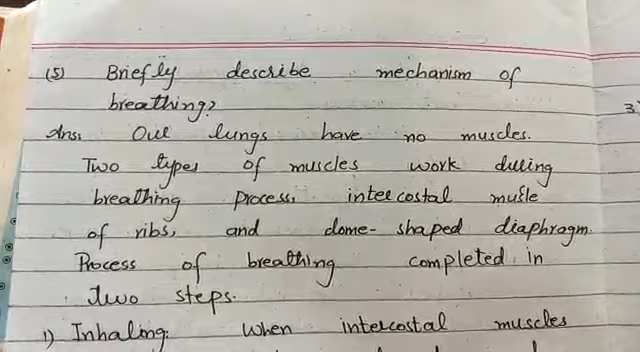 (5) Briefly describe mechanism of
breathing?
Ans. Our lungs have no muscles.
Two types of muscles work during
breathing process, intercostal musle
of ribs, and dome-shaped diaphragm.
Process of breathing completed in
two steps.
1) Inhaling: When intercostal muscles
3